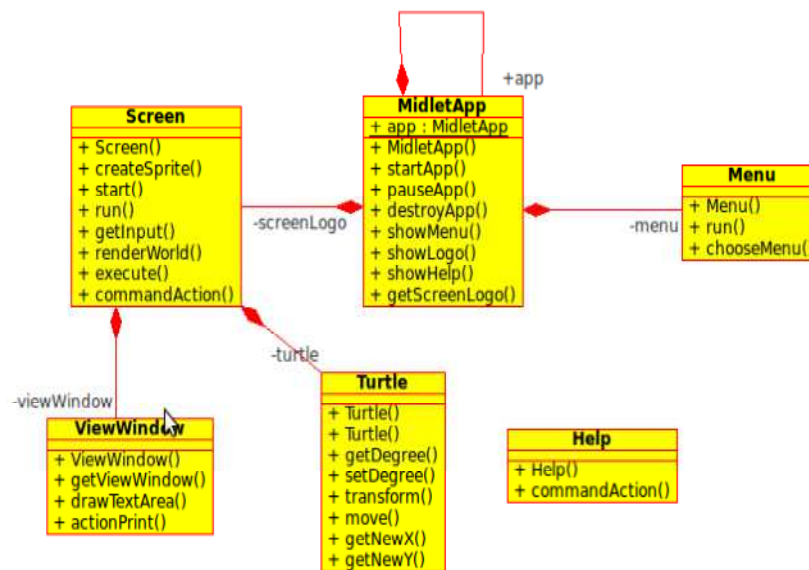 +app
MidletApp
+ app : MidletApp
+ MidletApp()
+ startApp()
+ pauseApp()
+ destroyApp()
+ showMenu()
+ showLogo()
+ showHelp()
+ getScreenLogo()
Screen
+ Screen()
+ createSprite()
+ start()
+ run()
+ getInput()
+ renderWorld()
+ execute()
+ commandAction()
-screenLogo
Menu
+ Menu()
+ run()
+ chooseMenu()
-menu
-turtle
-viewWindow
ViewWindow
+ ViewWindow()
+ getViewWindow()
+ drawTextArea()
+ actionPrint()
Turtle
+ Turtle()
+ Turtle()
+ getDegree()
+ setDegree()
+ transform()
+ move()
+ getNewX()
+ getNewY()
Help
+ Help()
+ commandAction()